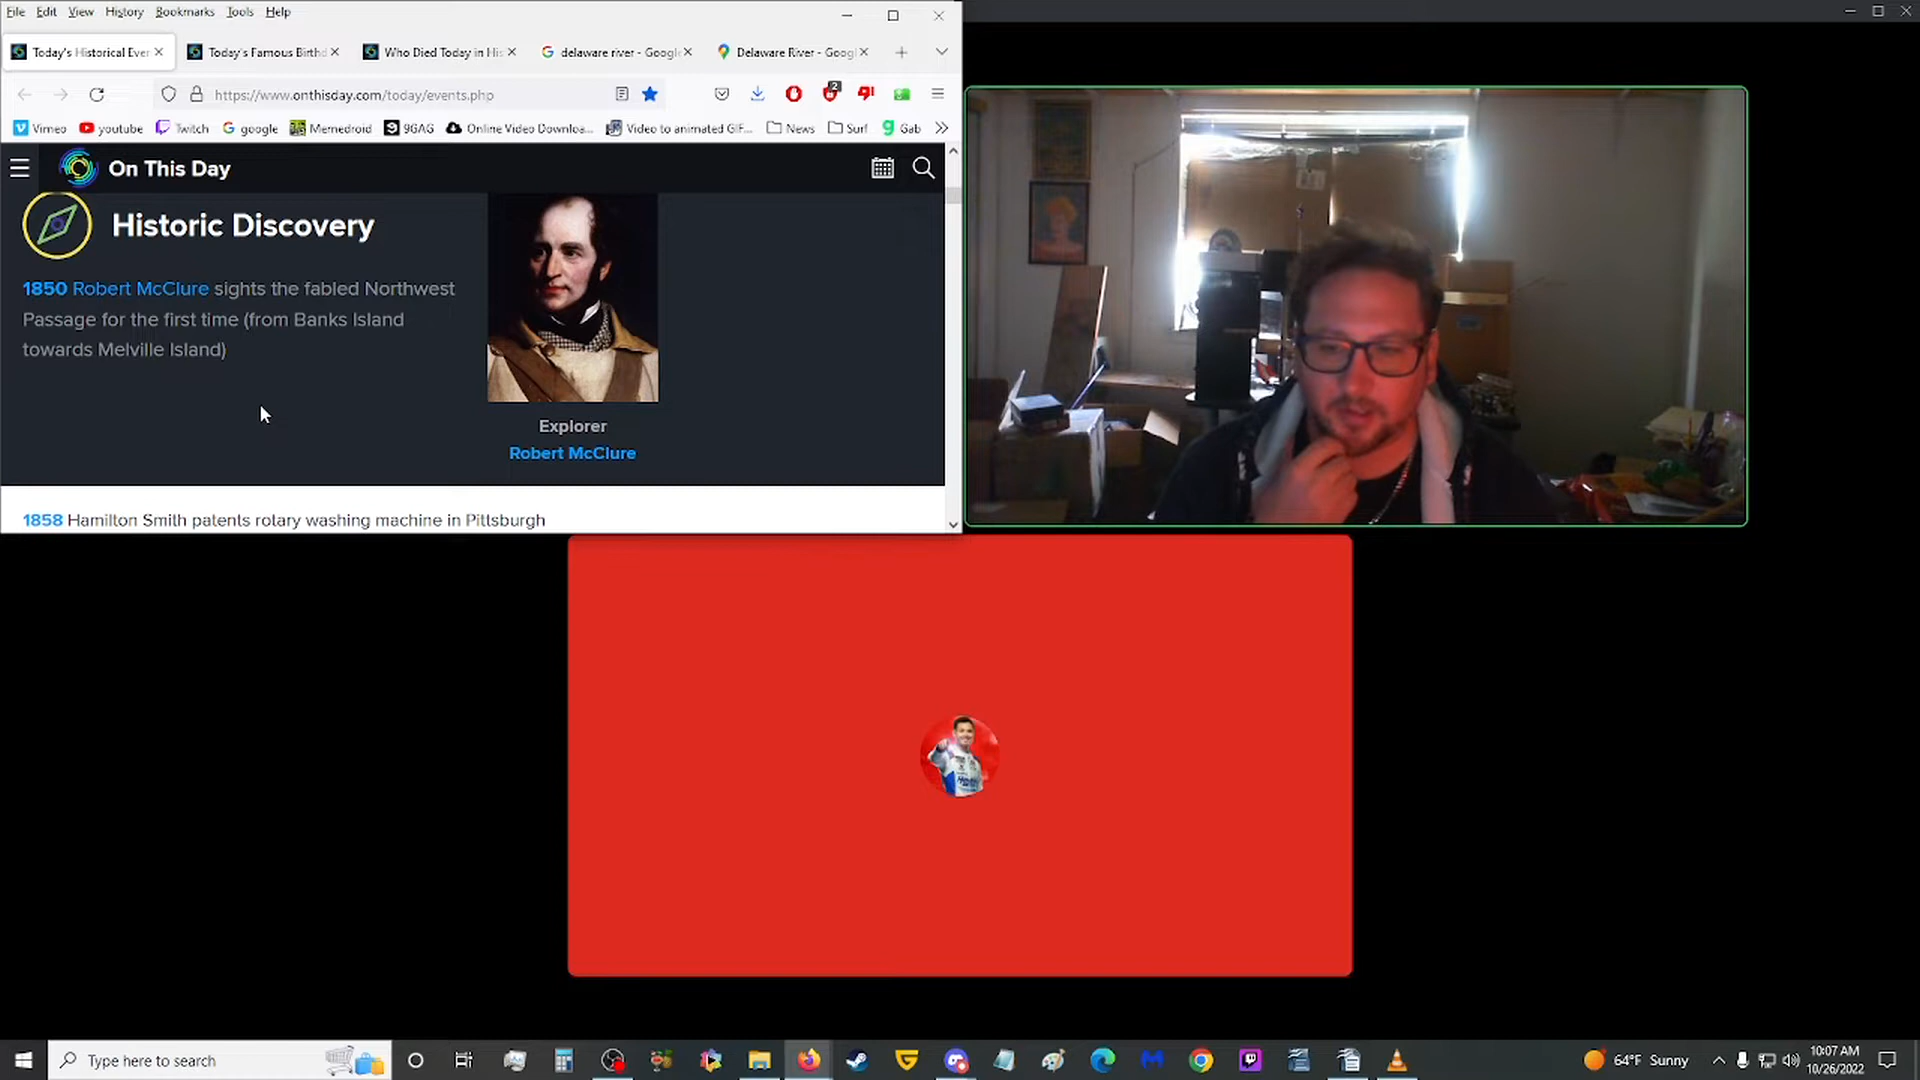 File Edit View History Bookmarks Tools Help
Today's Historical Ever
Today's Famous Birthd
Who Died Today in His
delaware river - Google
Delaware River - Googl
https://www.onthisday.com/today/events.php
2
Vimeo youtube Twitch google Memedroid 9GAG Online Video Downloa... Video to animated GIF... News Surf Gab
On This Day
Historic Discovery
1850 Robert McClure sights the fabled Northwest
Passage for the first time (from Banks Island
towards Melville Island)
Explorer
Robert McClure
1858 Hamilton Smith patents rotary washing machine in Pittsburgh
Type here to search
64°F Sunny
10:07 AM
10/26/2022